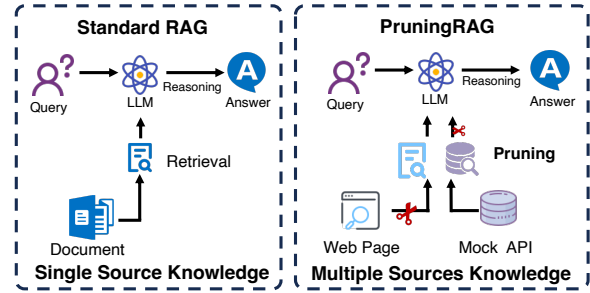 Standard RAG
?
A
Query
LLM
Reasoning
Answer
Retrieval
Document
Single Source Knowledge
PruningRAG
?
A
Query
LLM
Reasoning
Answer
Pruning
Web Page
Mock API
Multiple Sources Knowledge